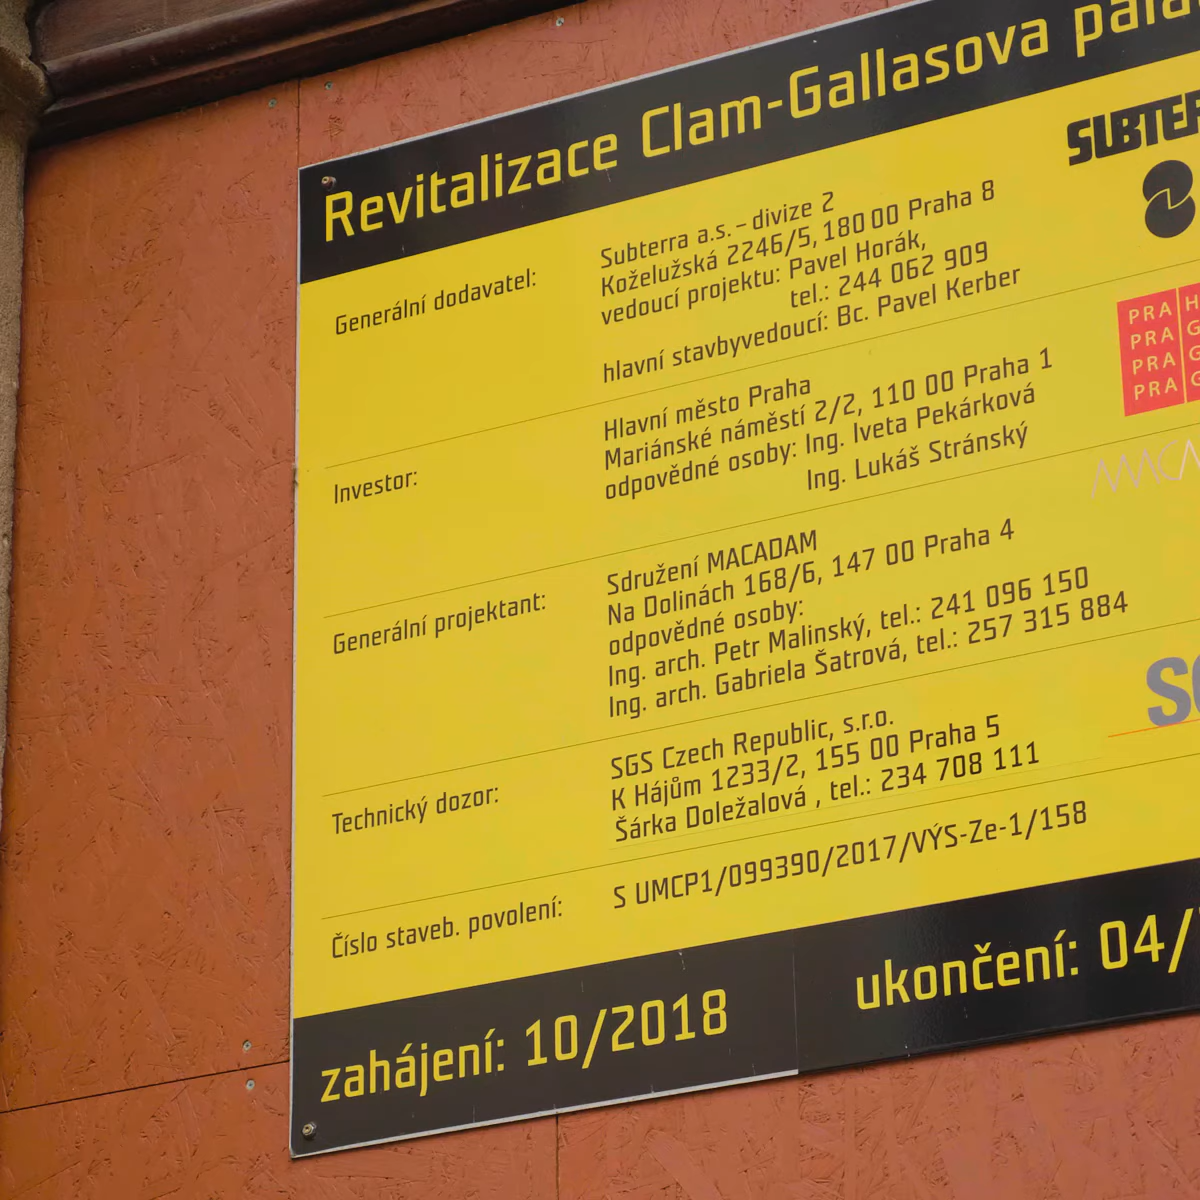 Revitalizace Clam-Gallasova
SUBTER
Generální dodavatel:
Subterra a.s. – divize 2
Koželužská 2246/5, 180 00 Praha 8
vedoucí projektu: Pavel Horák,
tel.: 244 062 909
hlavní stavbyvedoucí: Bc. Pavel Kerber
PRA H
PRA G
PRA G
PRA G
Investor:
Hlavní město Praha
Mariánské náměstí 2/2, 110 00 Praha 1
odpovědné osoby: Ing. Iveta Pekárková
Ing. Lukáš Stránský
Generální projektant:
Sdružení MACADAM
Na Dolinách 168/6, 147 00 Praha 4
odpovědné osoby:
Ing. arch. Petr Malinský, tel.: 241 096 150
Ing. arch. Gabriela Šatrová, tel.: 257 315 884
Technický dozor:
SGS Czech Republic, s.r.o.
K Hájům 1233/2, 155 00 Praha 5
Šárka Doležalová , tel.: 234 708 111
Číslo staveb. povolení:
S UMCP1/099390/2017/VÝS-Ze-1/158
zahájení: 10/2018
ukončení: 04/